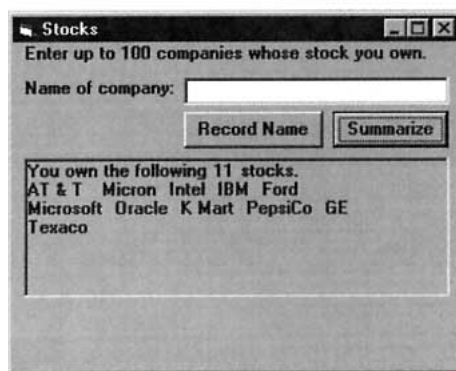 Stocks
Enter up to 100 companies whose stock you own.
Name of company:
Record Name Summarize
You own the following 11 stocks.
AT & T Micron Intel IBM Ford
Microsoft Oracle K Mart PepsiCo GE
Texaco